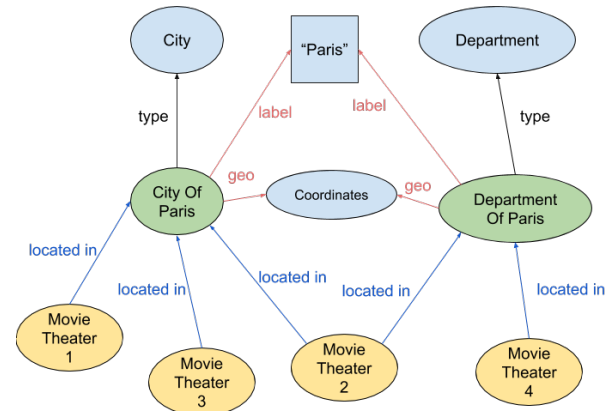 City
“Paris”
Department
type
label
label
type
geo
geo
City Of
Paris
Coordinates
Department
Of Paris
located in
located in
located in
located in
located in
Movie
Theater
1
Movie
Theater
3
Movie
Theater
2
Movie
Theater
4